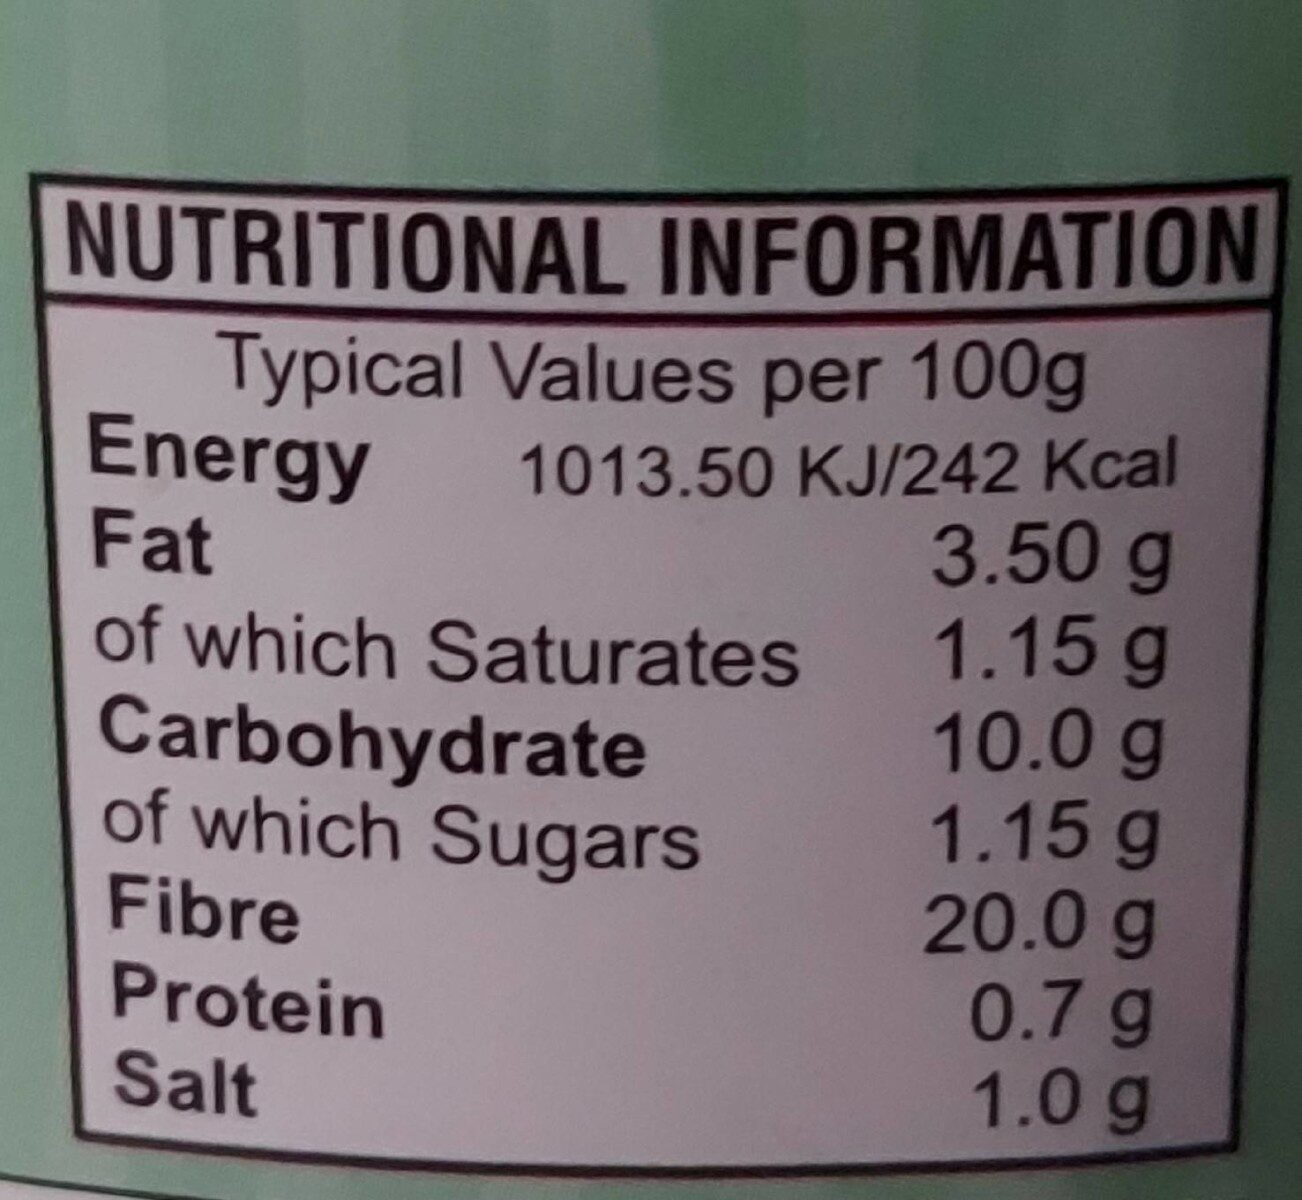 NUTRITIONAL INFORMATION
Typical Values per 100g
Energy 1013.50 KJ/242 Kcal
Fat 3.50 g
of which Saturates 1.15 g
Carbohydrate 10.0 g
of which Sugars 1.15 g
Fibre 20.0 g
Protein 0.7 g
Salt 1.0 g